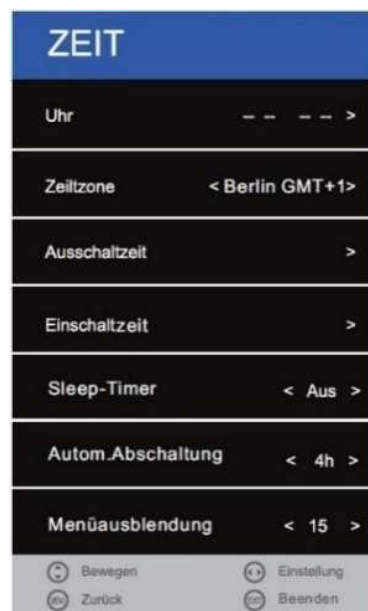 ZEIT
Uhr -- -- >
Zeiltzone < Berlin GMT+1>
Ausschaltzeit >
Einschaltzeit >
Sleep-Timer < Aus >
Autom.Abschaltung < 4h >
Menüausblendung < 15 >
Bewegen Einstellung
Zurück Beenden